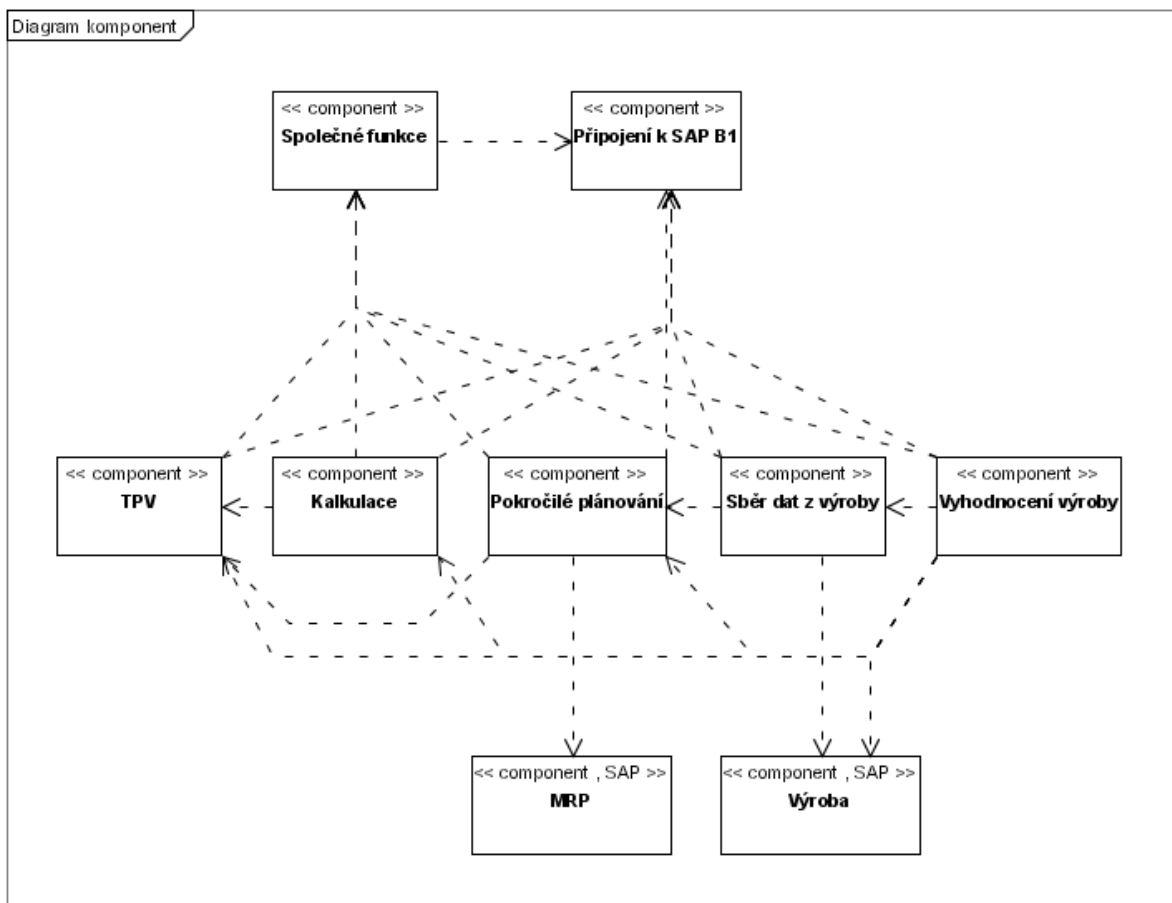 Diagram komponent
<< component >>
Společné funkce
<< component >>
Připojení k SAP B1
<< component >>
TPV
<< component >>
Kalkulace
<< component >>
Pokročilé plánování
<< component >>
Sběr dat z výroby
<< component >>
Vyhodnocení výroby
<< component , SAP >>
MRP
<< component , SAP >>
Výroba